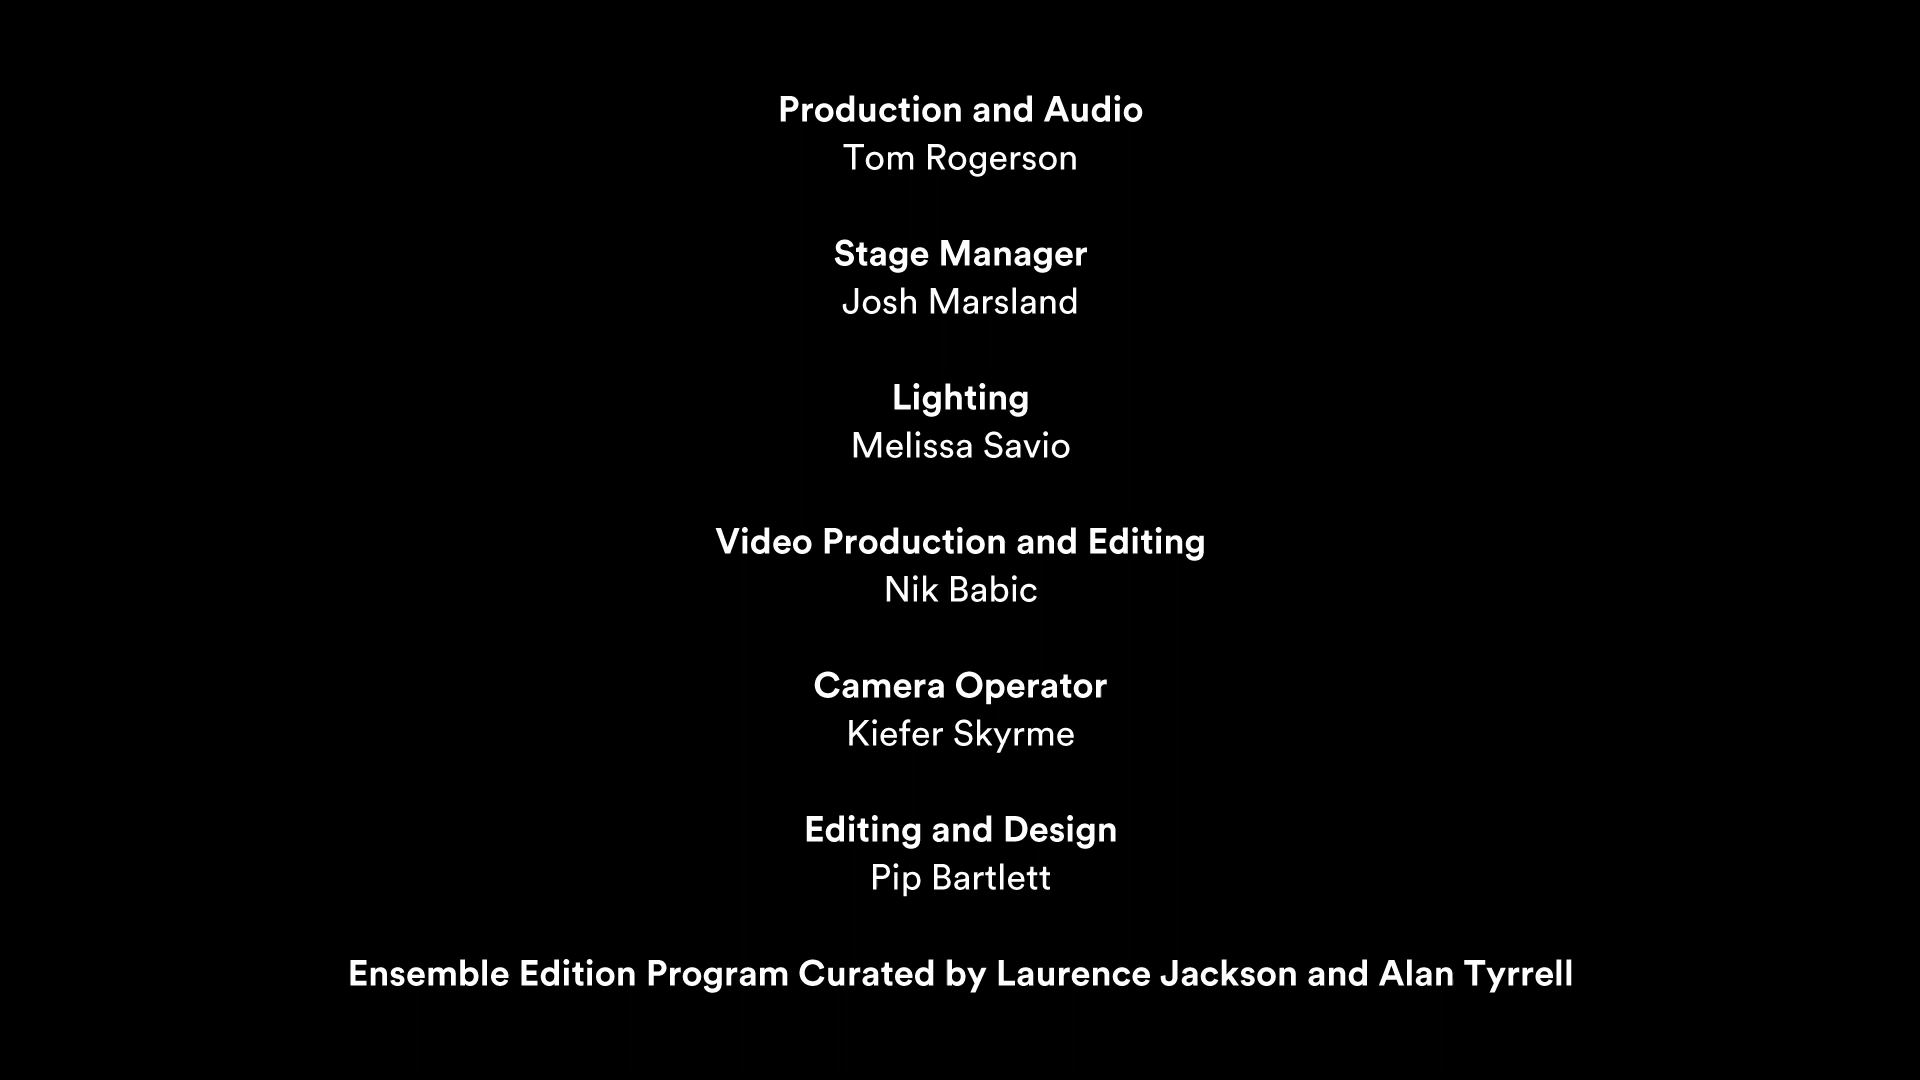 Production and Audio
Tom Rogerson
Stage Manager
Josh Marsland
Lighting
Melissa Savio
Video Production and Editing
Nik Babic
Camera Operator
Kiefer Skyrme
Editing and Design
Pip Bartlett
Ensemble Edition Program Curated by Laurence Jackson and Alan Tyrrell